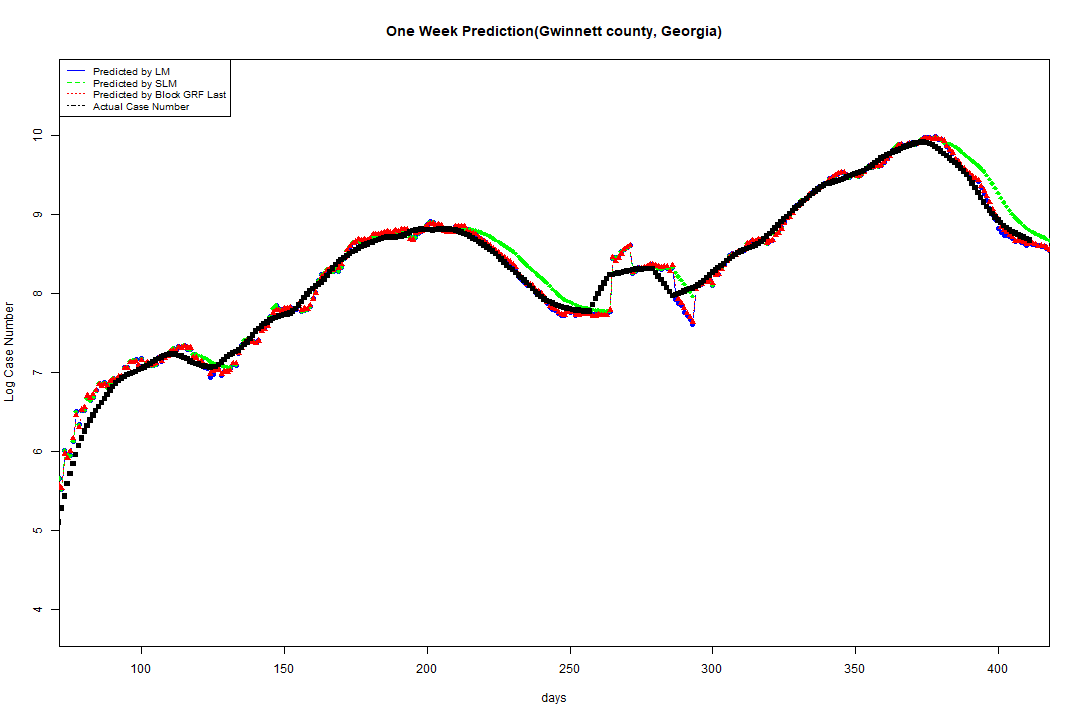 One Week Prediction(Gwinnett county, Georgia)
Predicted by LM
Predicted by SLM
Predicted by Block GRF Last
Actual Case Number
Log Case Number
10
9
8
7
6
5
4
100 150 200 250 300 350 400
days